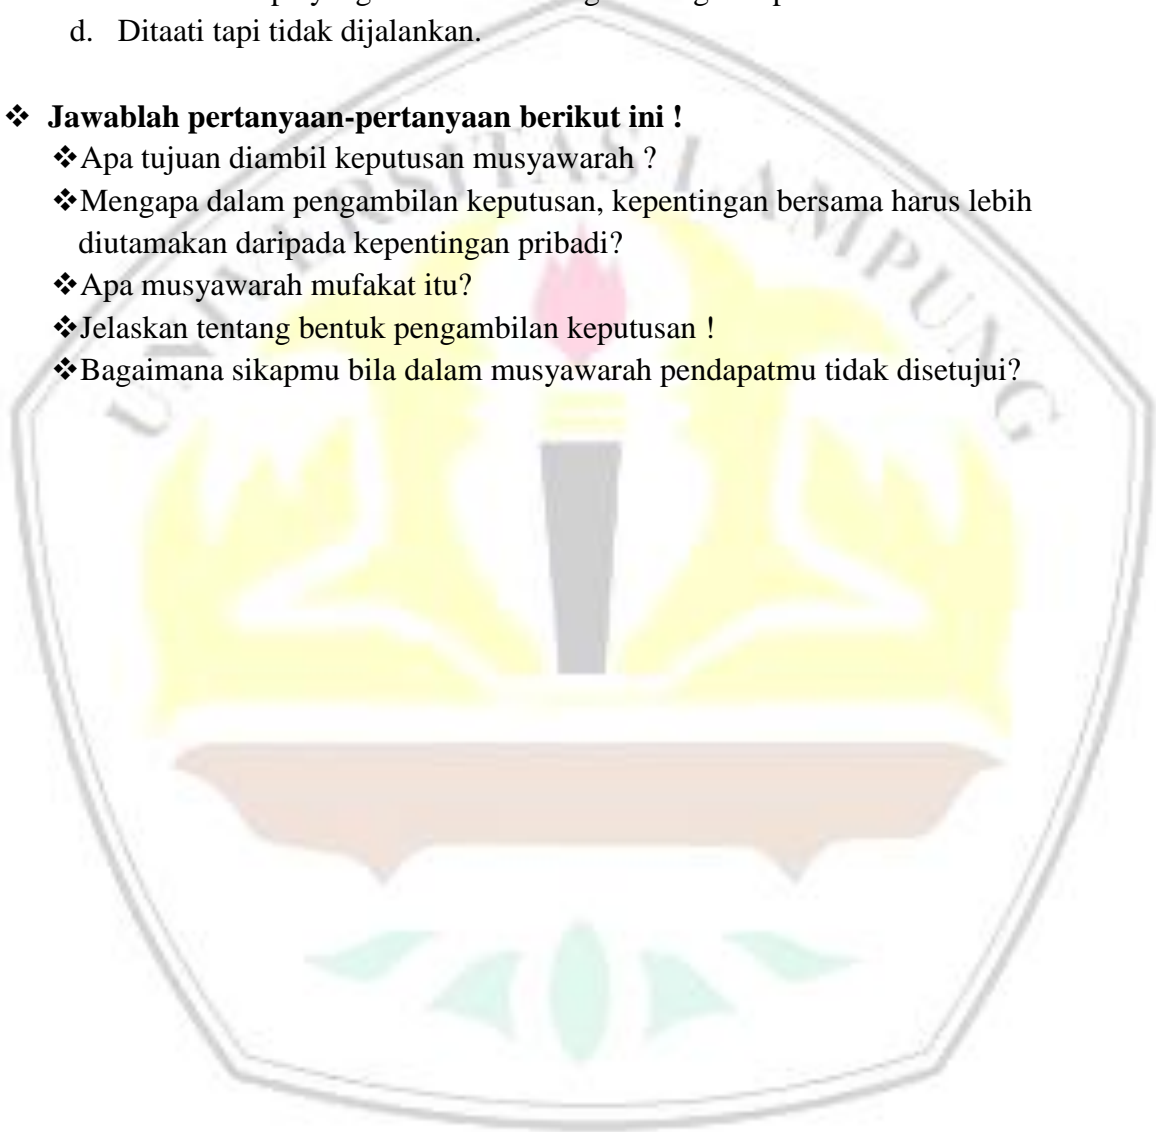 d. Ditaati tapi tidak dijalankan.
❖ Jawablah pertanyaan-pertanyaan berikut ini !
❖Apa tujuan diambil keputusan musyawarah ?
❖Mengapa dalam pengambilan keputusan, kepentingan bersama harus lebih
diutamakan daripada kepentingan pribadi?
❖Apa musyawarah mufakat itu?
❖Jelaskan tentang bentuk pengambilan keputusan !
❖Bagaimana sikapmu bila dalam musyawarah pendapatmu tidak disetujui?
UNIVERSITAS LAMPUNG